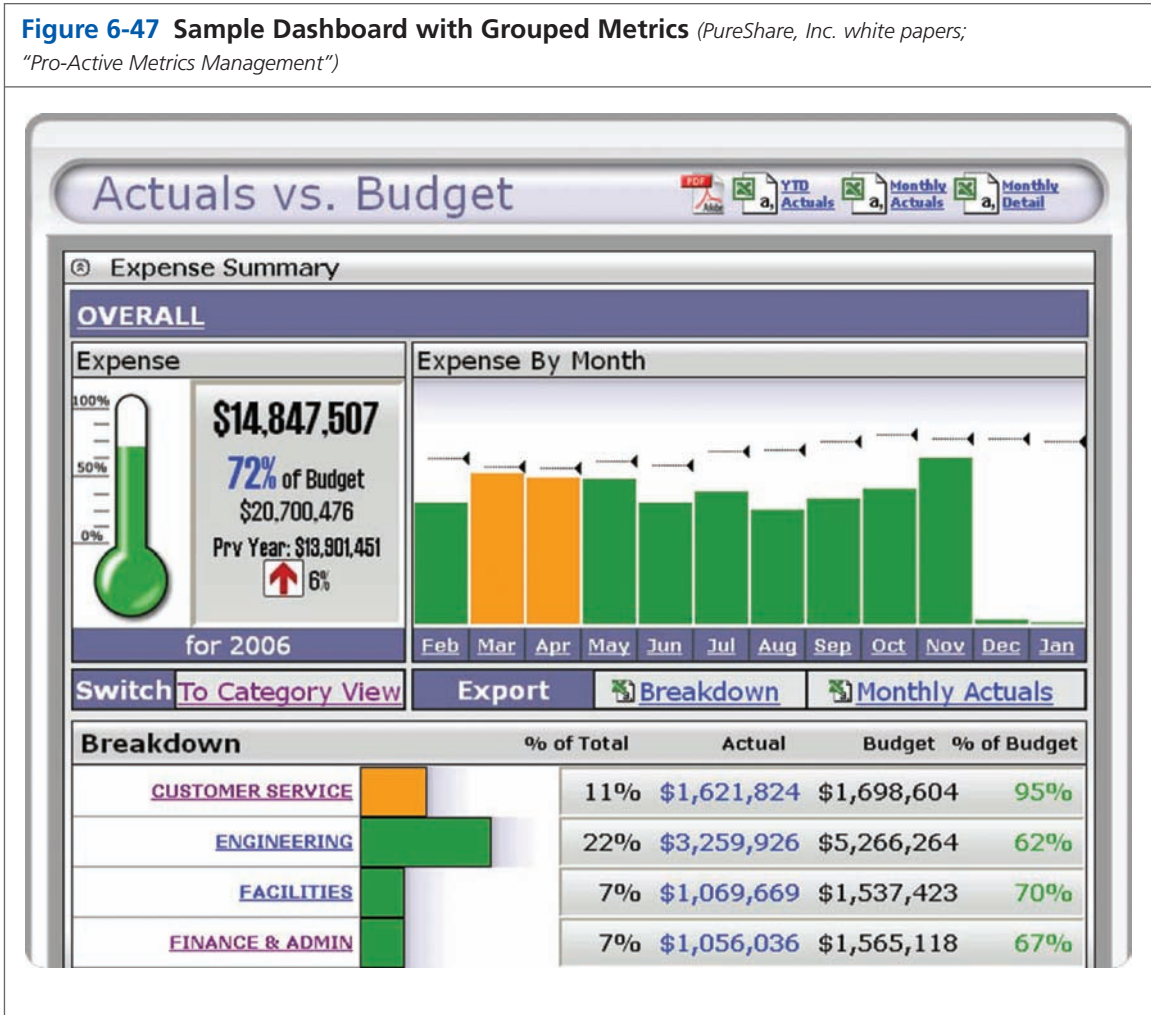 Figure 6-47 Sample Dashboard with Grouped Metrics (PureShare, Inc. white papers;
“Pro-Active Metrics Management”)
Actuals vs. Budget
PDF
Adobe
a,
YTD
Actuals
a,
Monthly
Actuals
a,
Monthly
Detail
Expense Summary
OVERALL
Expense
100%
50%
0%
$14,847,507
72% of Budget
$20,700,476
Prv Year: $13,901,451
6%
for 2006
Expense By Month
Feb Mar Apr May Jun Jul Aug Sep Oct Nov Dec Jan
Switch To Category View
Export Breakdown Monthly Actuals
Breakdown % of Total Actual Budget % of Budget
CUSTOMER SERVICE 11% $1,621,824 $1,698,604 95%
ENGINEERING 22% $3,259,926 $5,266,264 62%
FACILITIES 7% $1,069,669 $1,537,423 70%
FINANCE & ADMIN 7% $1,056,036 $1,565,118 67%